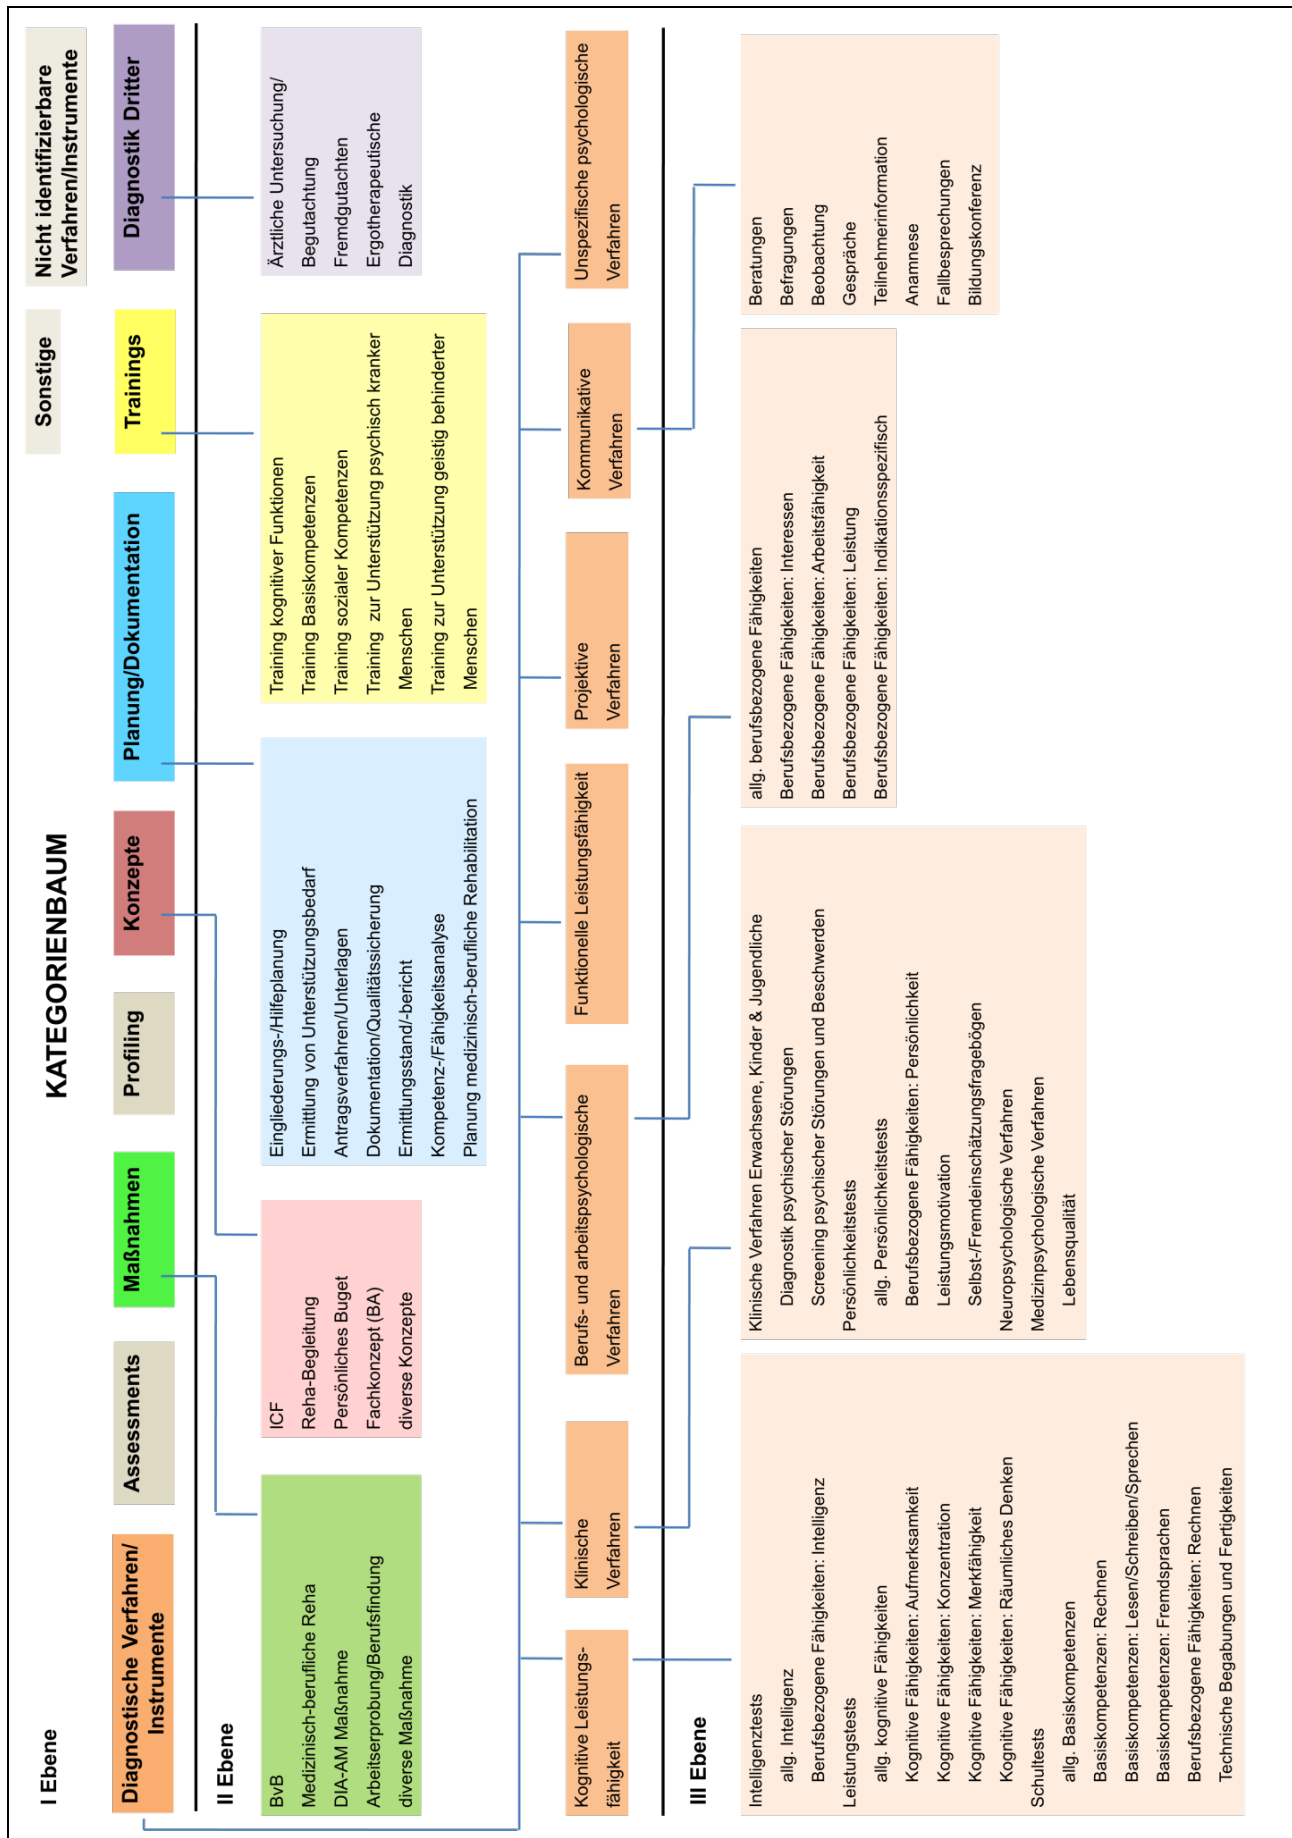 KATEGORIENBAUM
I Ebene
Sonstige
Nicht identifizierbare
Verfahren/Instrumente
Diagnostische Verfahren/
Instrumente
Assessments
Maßnahmen
Profiling
Konzepte
Planung/Dokumentation
Trainings
Diagnostik Dritter
II Ebene
BvB
Medizinisch-berufliche Reha
DIA-AM Maßnahme
Arbeitserprobung/Berufsfindung
diverse Maßnahme
ICF
Reha-Begleitung
Persönliches Buget
Fachkonzept (BA)
diverse Konzepte
Eingliederungs-/Hilfeplanung
Ermittlung von Unterstützungsbedarf
Antragsverfahren/Unterlagen
Dokumentation/Qualitätssicherung
Ermittlungsstand/-bericht
Kompetenz-/Fähigkeitsanalyse
Planung medizinisch-berufliche Rehabilitation
Training kognitiver Funktionen
Training Basiskompetenzen
Training sozialer Kompetenzen
Training zur Unterstützung psychisch kranker
Menschen
Training zur Unterstützung geistig behinderter
Menschen
Ärztliche Untersuchung/
Begutachtung
Fremdgutachten
Ergotherapeutische
Diagnostik
Kognitive Leistungs-
fähigkeit
Klinische
Verfahren
Berufs- und arbeitspsychologische
Verfahren
Funktionelle Leistungsfähigkeit
Projektive
Verfahren
Kommunikative
Verfahren
Unspezifische psychologische
Verfahren
III Ebene
Intelligenztests
allg. Intelligenz
Berufsbezogene Fähigkeiten: Intelligenz
Leistungstests
allg. kognitive Fähigkeiten
Kognitive Fähigkeiten: Aufmerksamkeit
Kognitive Fähigkeiten: Konzentration
Kognitive Fähigkeiten: Merkfähigkeit
Kognitive Fähigkeiten: Räumliches Denken
Schultests
allg. Basiskompetenzen
Basiskompetenzen: Rechnen
Basiskompetenzen: Lesen/Schreiben/Sprechen
Basiskompetenzen: Fremdsprachen
Berufsbezogene Fähigkeiten: Rechnen
Technische Begabungen und Fertigkeiten
Klinische Verfahren Erwachsene, Kinder & Jugendliche
Diagnostik psychischer Störungen
Screening psychischer Störungen und Beschwerden
Persönlichkeitstests
allg. Persönlichkeitstests
Berufsbezogene Fähigkeiten: Persönlichkeit
Leistungsmotivation
Selbst-/Fremdeinschätzungsfragebögen
Neuropsychologische Verfahren
Medizinpsychologische Verfahren
Lebensqualität
allg. berufsbezogene Fähigkeiten
Berufsbezogene Fähigkeiten: Interessen
Berufsbezogene Fähigkeiten: Arbeitsfähigkeit
Berufsbezogene Fähigkeiten: Leistung
Berufsbezogene Fähigkeiten: Indikationsspezifisch
Beratungen
Befragungen
Beobachtung
Gespräche
Teilnehmerinformation
Anamnese
Fallbesprechungen
Bildungskonferenz